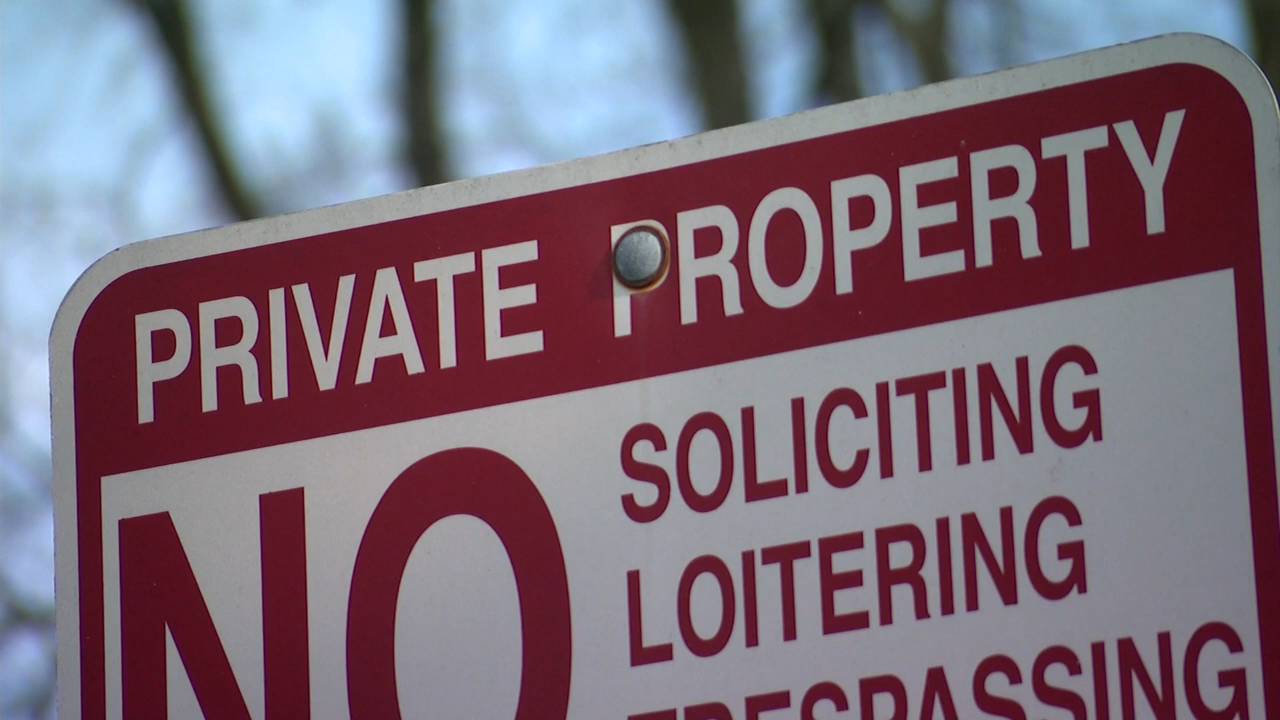 PRIVATE PROPERTY
NO
SOLICITING
LOITERING
TRESPASSING